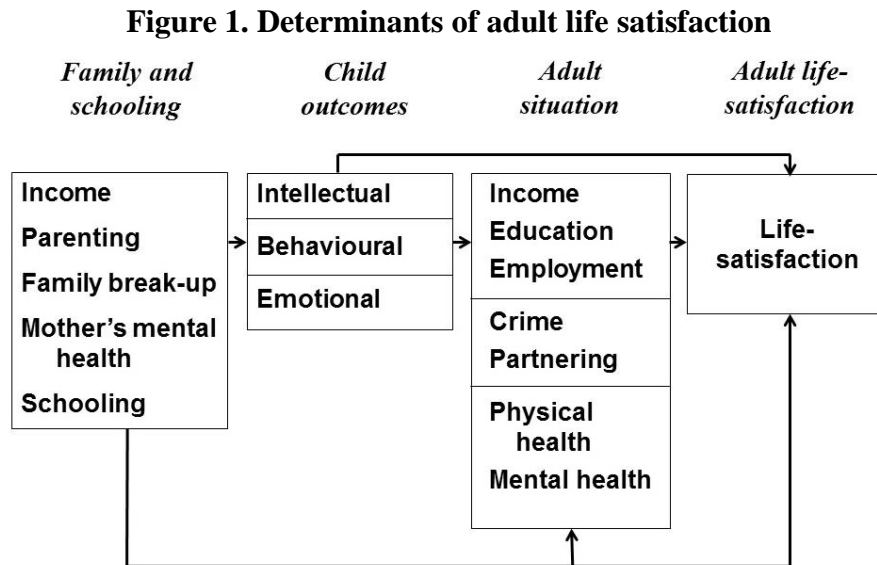 Figure 1. Determinants of adult life satisfaction
Family and
schooling
Child
outcomes
Adult
situation
Adult life-
satisfaction
Income
Parenting
Family break-up
Mother's mental
health
Schooling
Intellectual
Behavioural
Emotional
Income
Education
Employment
Crime
Partnering
Physical
health
Mental health
Life-
satisfaction